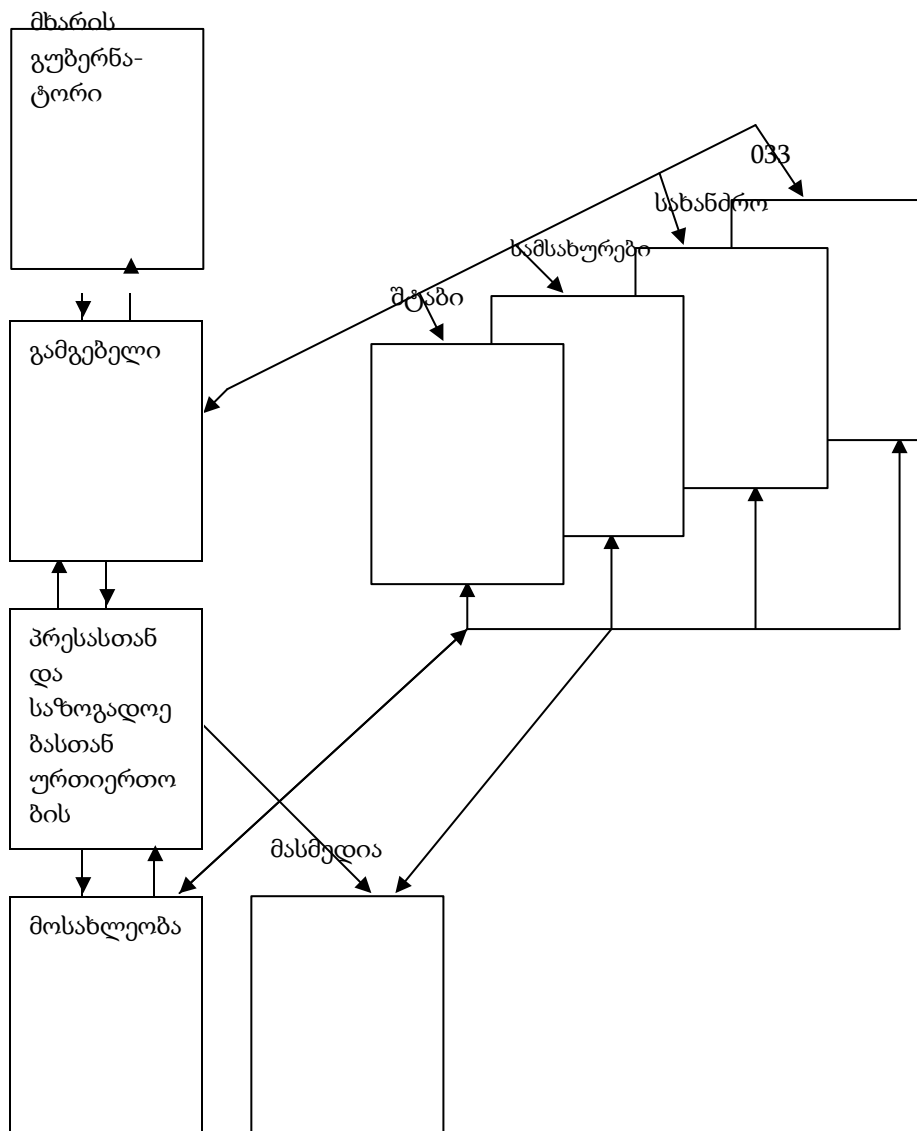 მხარის
გუბერნა-
ტორი
033
სახანძრო
სამსახურები
შტაბი
გამგებელი
პრესასთან
და
საზოგადოე
ბასთან
ურთიერთო
ბის
მასმედია
მოსახლეობა